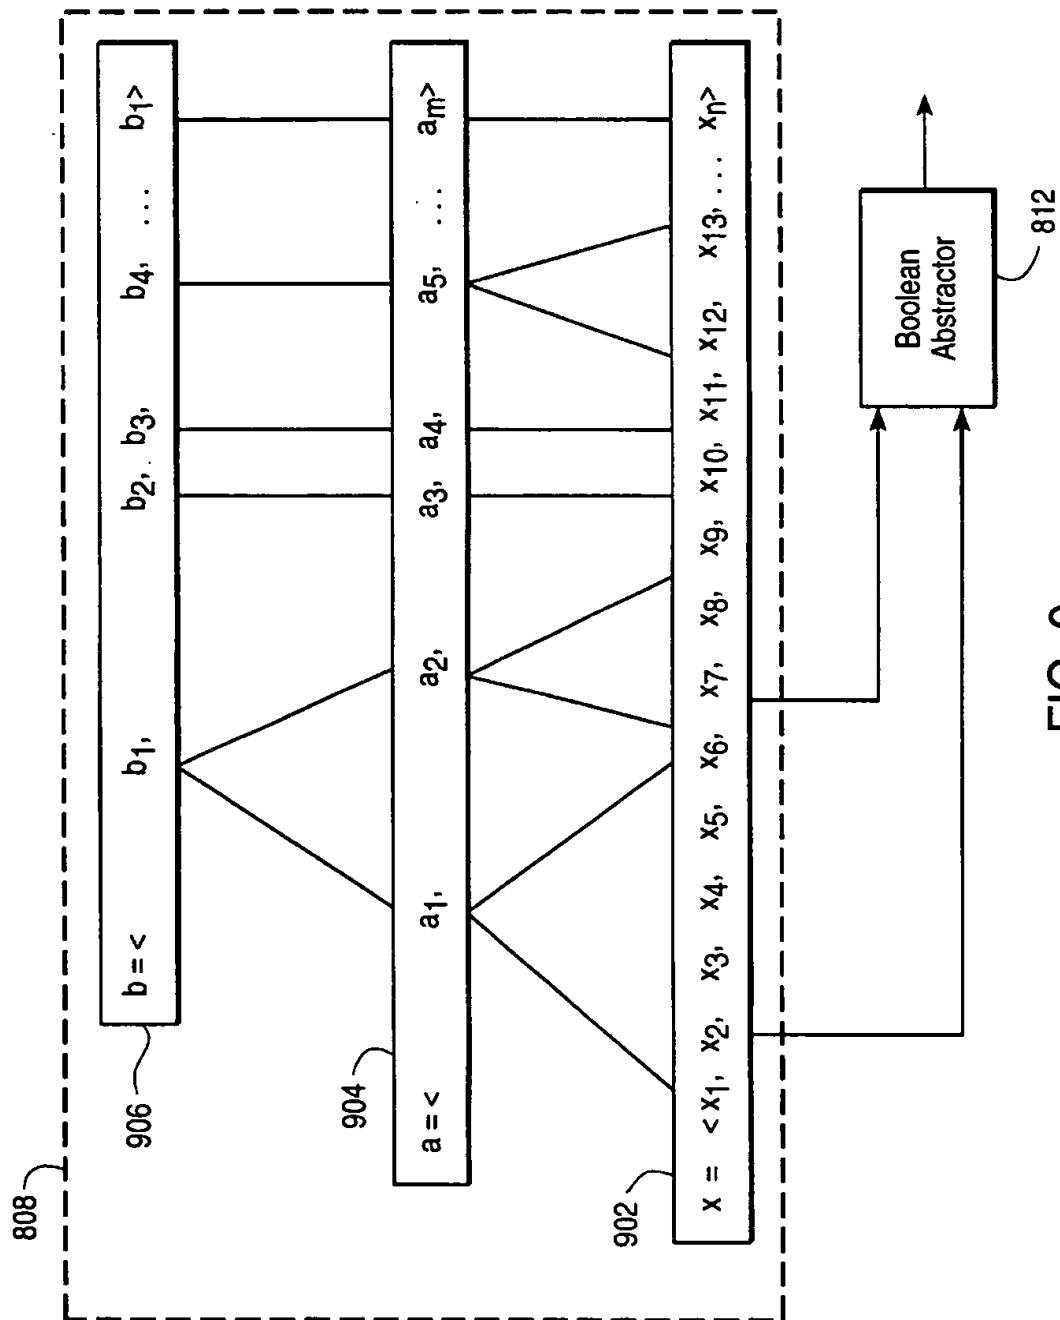 808
b = < b1, b2, b3, b4, ... b1>
906
a = < a1, a2, a3, a4, a5, ... am>
904
x = < x1, x2, x3, x4, x5, x6, x7, x8, x9, x10, x11, x12, x13, ... xn>
902
Boolean
Abstractor
812
FIG.